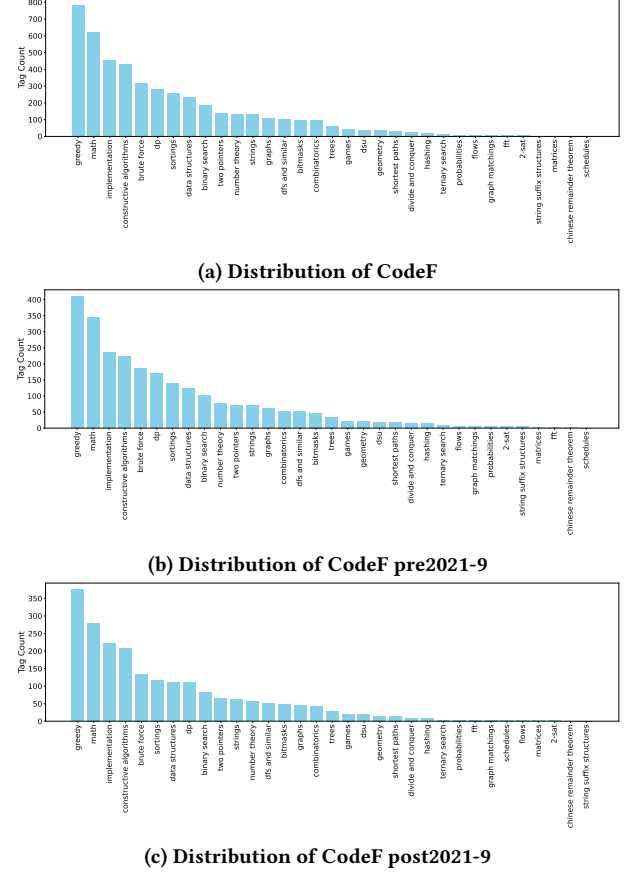 800
700
600
500
400
300
200
100
0
Tag Count
greedy
math
implementation
constructive algorithms
brute force
dp
sortings
data structures
binary search
two pointers
number theory
strings
graphs
dfs and similar
bitmasks
combinatorics
trees
games
dsu
geometry
shortest paths
divide and conquer
hashing
ternary search
probabilities
flows
graph matchings
fft
2-sat
string suffix structures
matrices
chinese remainder theorem
schedules
(a) Distribution of CodeF
400
350
300
250
200
150
100
50
0
Tag Count
greedy
math
implementation
constructive algorithms
brute force
dp
sortings
data structures
binary search
number theory
two pointers
strings
graphs
combinatorics
dfs and similar
bitmasks
trees
games
geometry
dsu
shortest paths
divide and conquer
hashing
ternary search
flows
graph matchings
probabilities
2-sat
string suffix structures
matrices
fft
chinese remainder theorem
schedules
(b) Distribution of CodeF pre2021-9
350
300
250
200
150
100
50
0
Tag Count
greedy
math
implementation
constructive algorithms
brute force
sortings
data structures
dp
binary search
two pointers
strings
number theory
dfs and similar
bitmasks
graphs
combinatorics
trees
games
dsu
geometry
shortest paths
divide and conquer
hashing
ternary search
probabilities
fft
graph matchings
schedules
flows
matrices
2-sat
chinese remainder theorem
string suffix structures
(c) Distribution of CodeF post2021-9